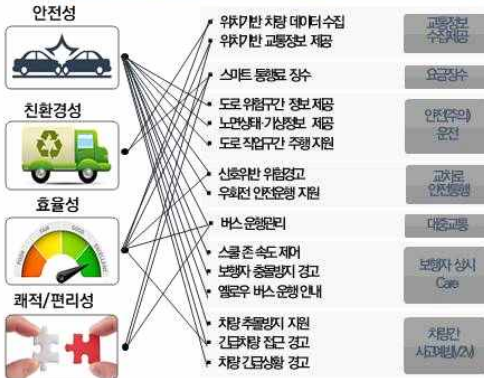 안전성
친환경성
효율성
쾌적/편리성
위치기반 차량 데이터 수집
위치기반 교통정보 제공
스마트 통행료 징수
도로 위험구간 정보 제공
노면상태·기상정보 제공
도로 작업구간 주행 지원
신호위반 위험경고
우회전 안전운행 지원
버스 운행관리
스쿨 존 속도 제어
보행자 충돌방지 경고
옐로우 버스 운행 안내
차량 추돌방지 지원
긴급차량 접근 경고
차량 긴급상황 경고
교통정보
수집제공
요금징수
안전(주의)
운전
교차로
안전통행
대중교통
보행자 상시
Care
차량간
사고예방(V2V)